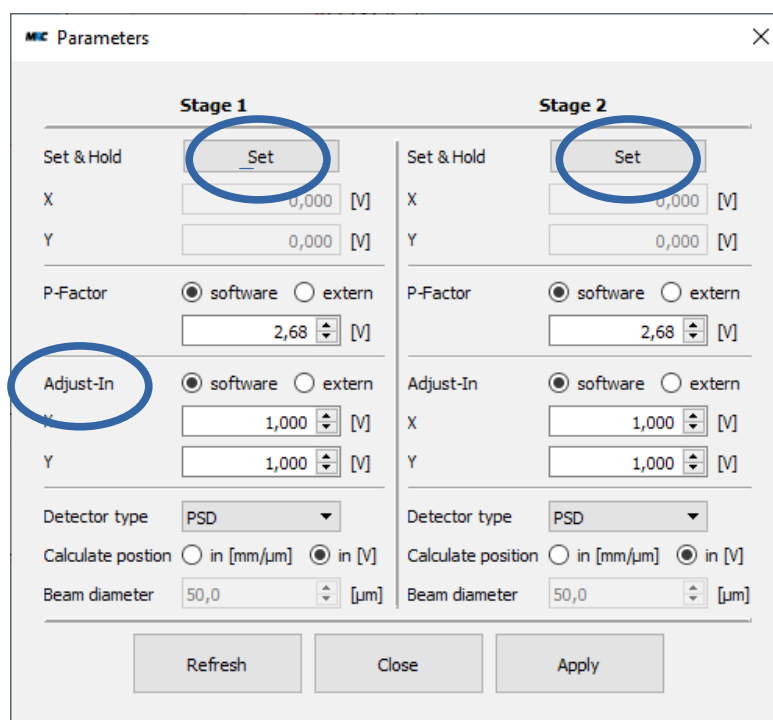 MRC Parameters
Stage 1 Stage 2
Set & Hold Set Set & Hold Set
X 0,000 [V] X 0,000 [V]
Y 0,000 [V] Y 0,000 [V]
P-Factor software extern P-Factor software extern
2,68 [V] 2,68 [V]
Adjust-In software extern Adjust-In software extern
X 1,000 [V] X 1,000 [V]
Y 1,000 [V] Y 1,000 [V]
Detector type PSD Detector type PSD
Calculate postion in [mm/µm] in [V] Calculate position in [mm/µm] in [V]
Beam diameter 50,0 [µm] Beam diameter 50,0 [µm]
Refresh Close Apply